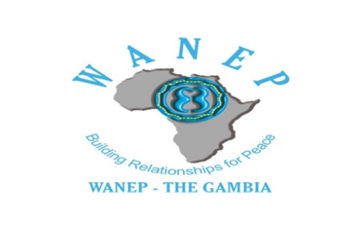 WANEP
Building Relationships for Peace
WANEP - THE GAMBIA